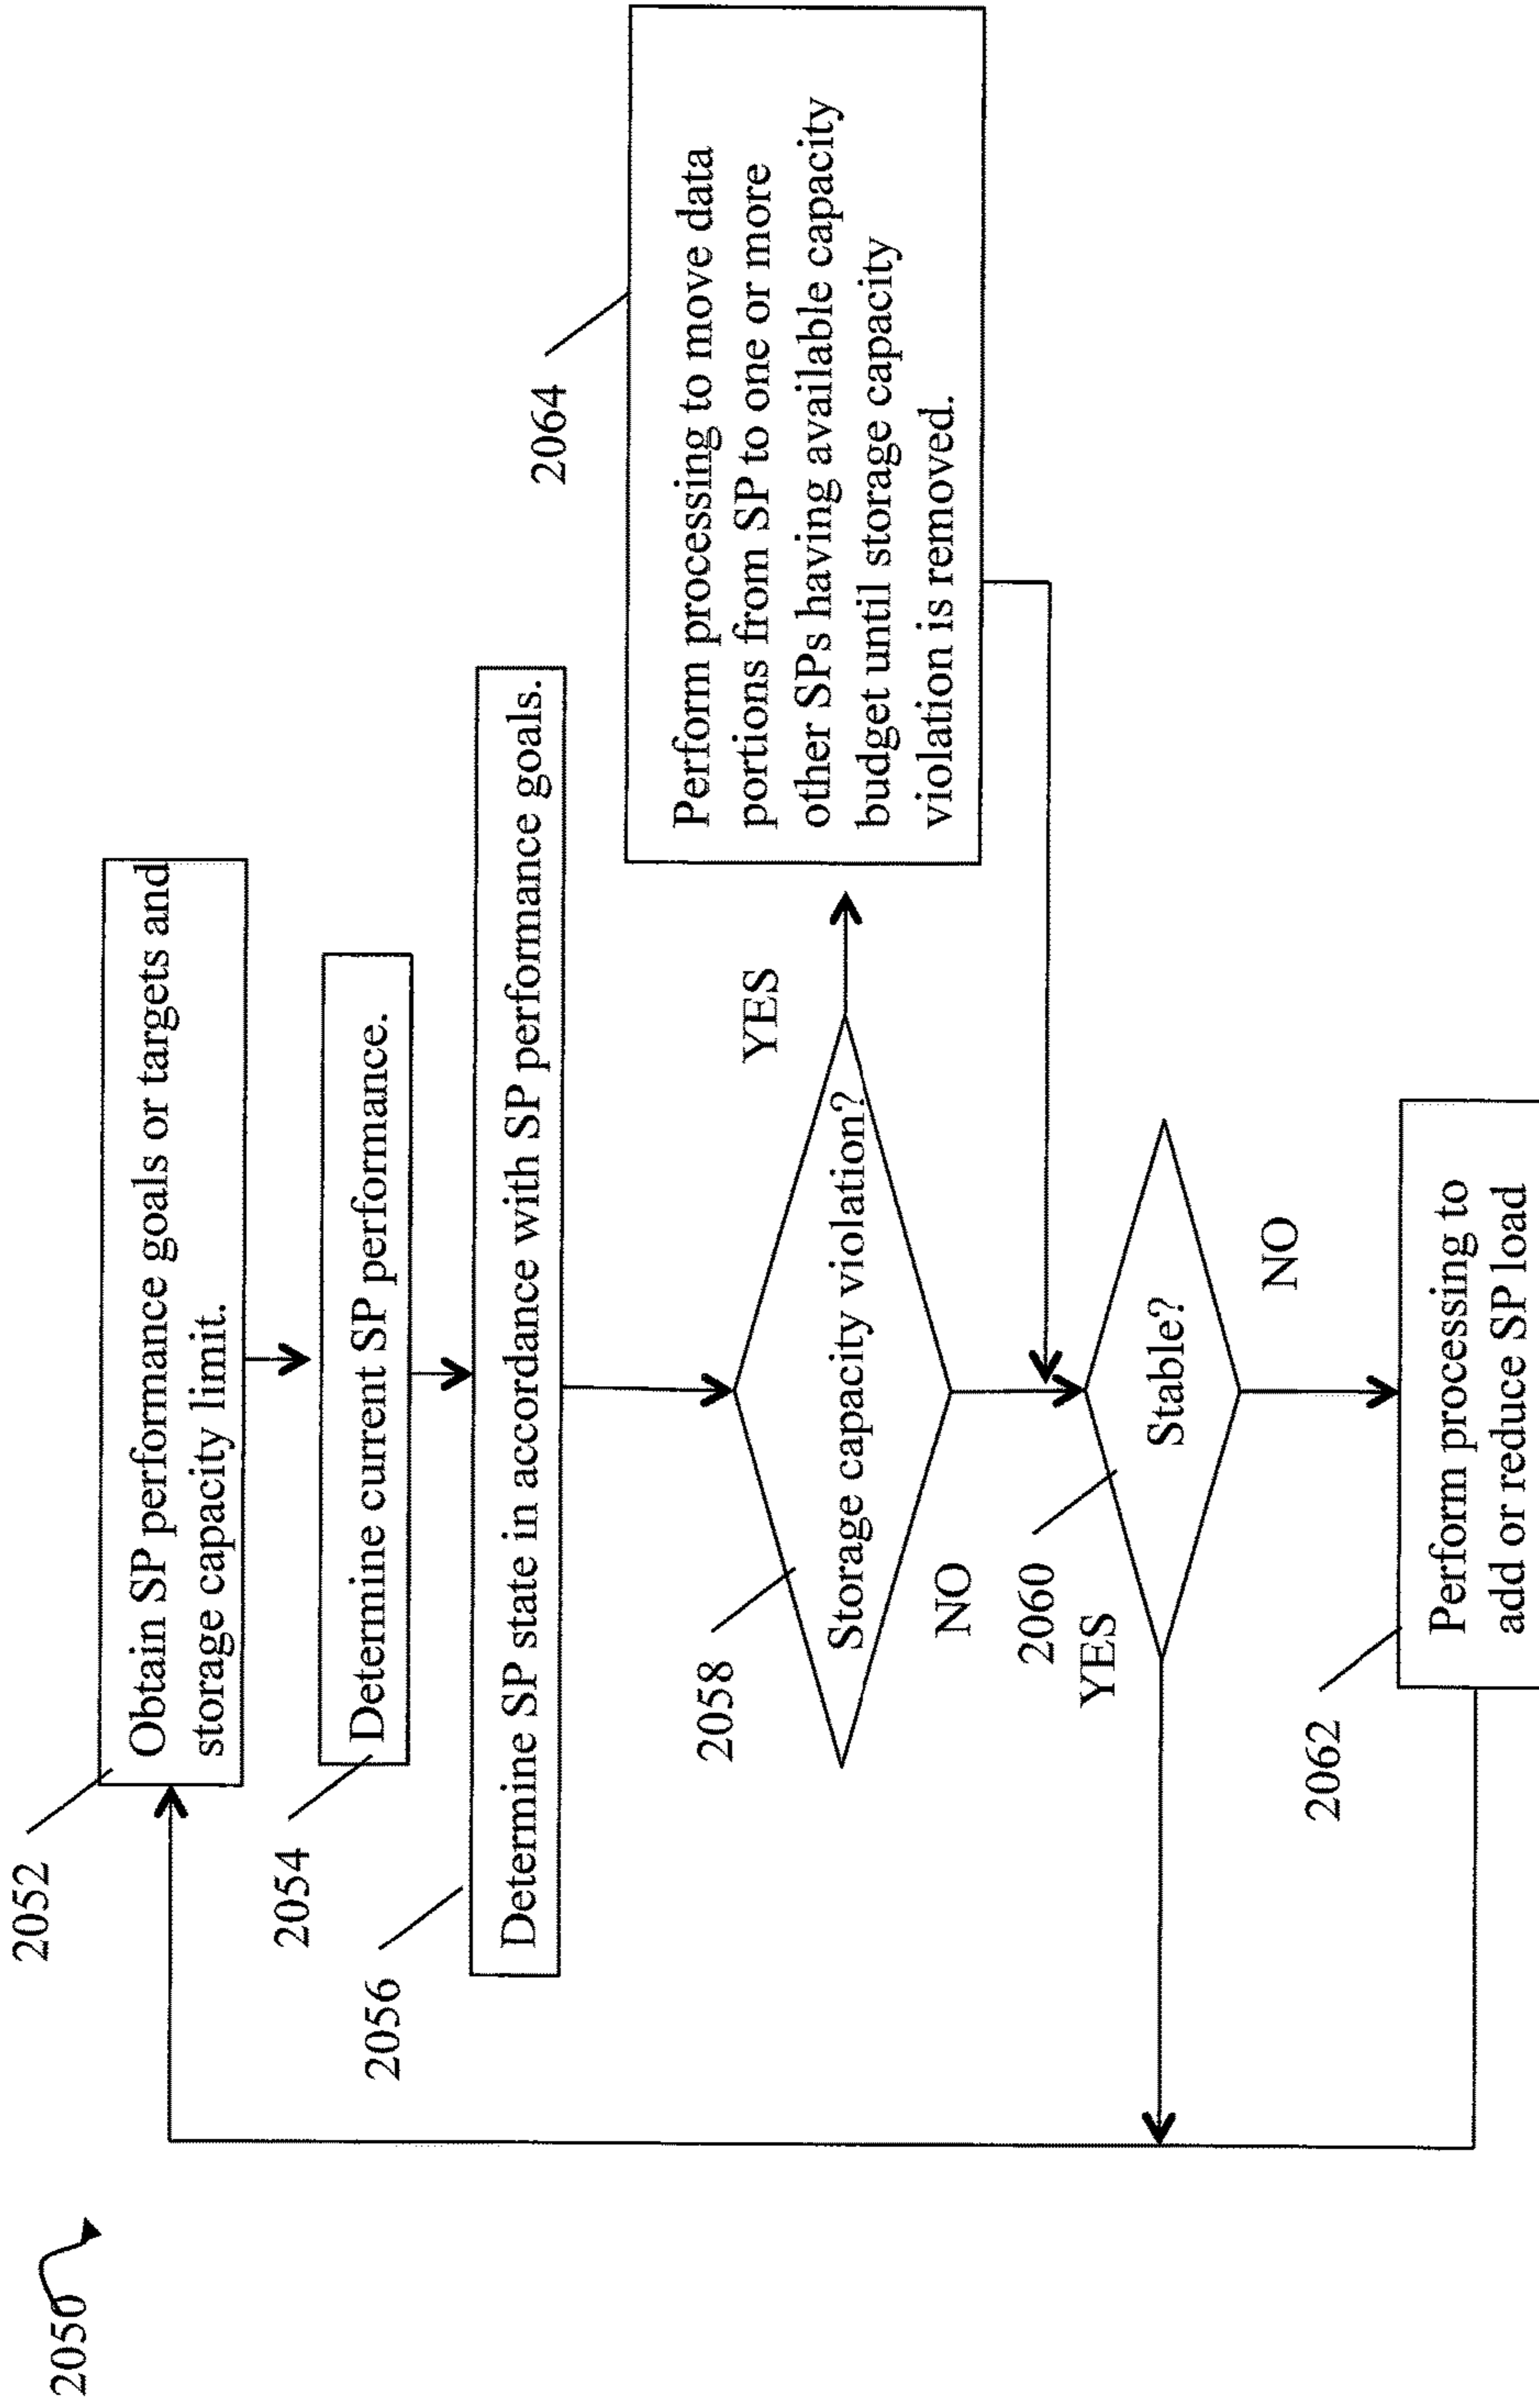 2050
2052
Obtain SP performance goals or targets and
storage capacity limit.
2054
Determine current SP performance.
2056
Determine SP state in accordance with SP performance goals.
2058
Storage capacity violation?
YES
NO
2064
Perform processing to move data
portions from SP to one or more
other SPs having available capacity
budget until storage capacity
violation is removed.
2060
Stable?
YES
NO
2062
Perform processing to
add or reduce SP load